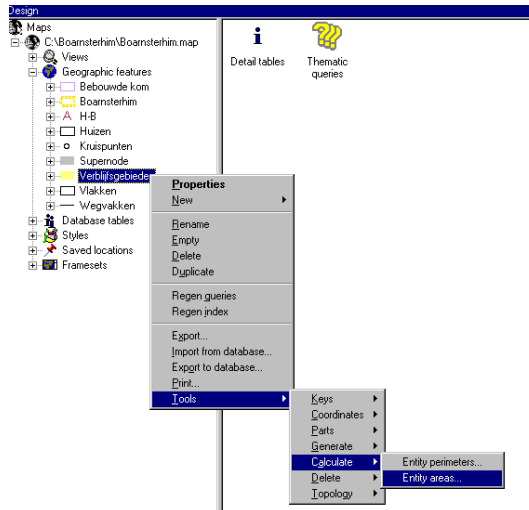 Design
Maps
C:\Boarnsterhim\Boarnsterhim.map
Views
Geographic features
Bebouwde kom
Boarnsterhim
A H-B
Huizen
Kruispunten
Supernode
Verblijfsgebieden
Vlakken
Wegvakken
Database tables
Styles
Saved locations
Framesets
Detail tables
Thematic
queries
Properties
New
Rename
Empty
Delete
Duplicate
Regen queries
Regen index
Export...
Import from database...
Export to database...
Print...
Tools
Keys
Coordinates
Parts
Generate
Calculate
Delete
Topology
Entity perimeters...
Entity areas...